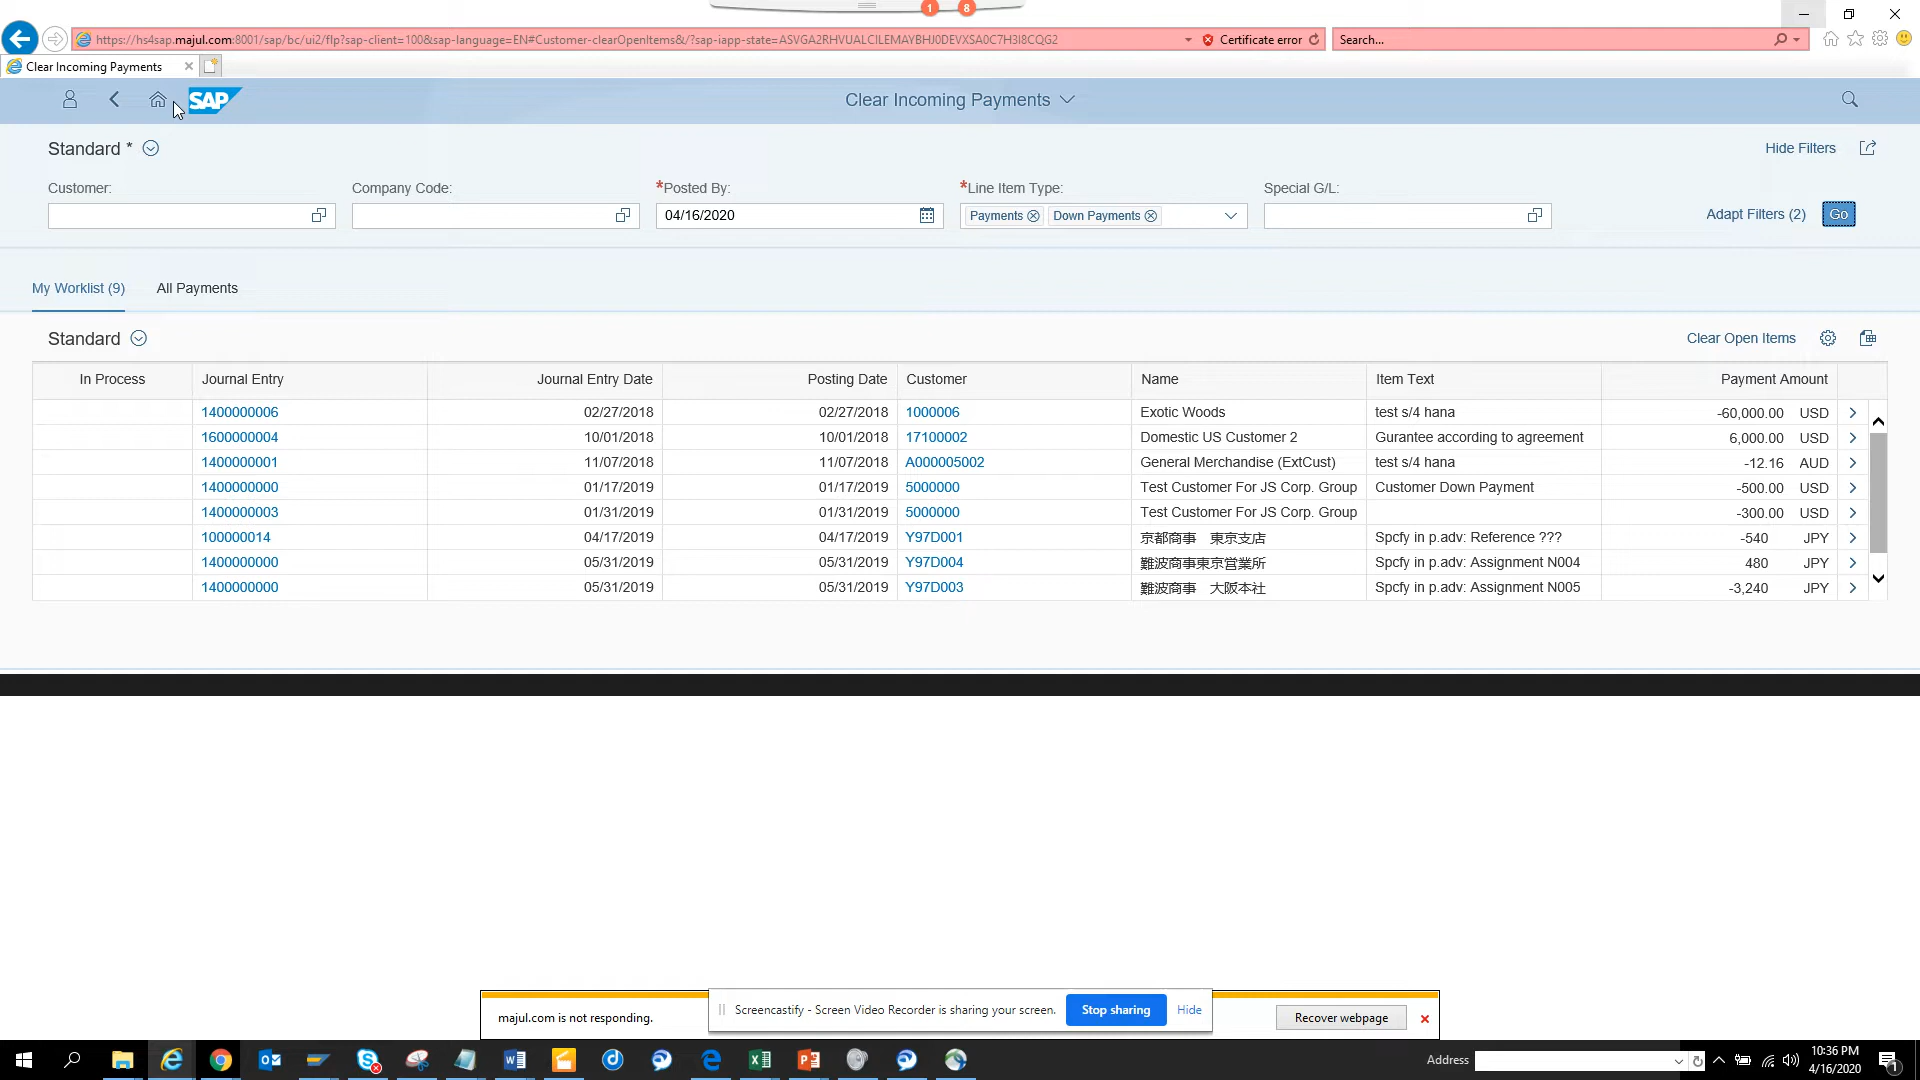 1 8
https://hs4sap.majul.com:8001/sap/bc/ui2/flp?sap-client=100&sap-language=EN#Customer-clearOpenItems&/?sap-iapp-state=ASVGA2RHVUALCILEMAYBHJ0DEVXSA0C7H3I8CQG2 Certificate error Search...
Clear Incoming Payments
SAP Clear Incoming Payments
Standard * Hide Filters
Customer: Company Code: *Posted By: *Line Item Type: Special G/L:
04/16/2020 Payments Down Payments Adapt Filters (2) Go
My Worklist (9) All Payments
Standard Clear Open Items
In Process Journal Entry Journal Entry Date Posting Date Customer Name Item Text Payment Amount
1400000006 02/27/2018 02/27/2018 1000006 Exotic Woods test s/4 hana -60,000.00 USD
1600000004 10/01/2018 10/01/2018 17100002 Domestic US Customer 2 Gurantee according to agreement 6,000.00 USD
1400000001 11/07/2018 11/07/2018 A000005002 General Merchandise (ExtCust) test s/4 hana -12.16 AUD
1400000000 01/17/2019 01/17/2019 5000000 Test Customer For JS Corp. Group Customer Down Payment -500.00 USD
1400000003 01/31/2019 01/31/2019 5000000 Test Customer For JS Corp. Group -300.00 USD
100000014 04/17/2019 04/17/2019 Y97D001 京都商事　東京支店 Spcfy in p.adv: Reference ??? -540 JPY
1400000000 05/31/2019 05/31/2019 Y97D004 難波商事東京営業所 Spcfy in p.adv: Assignment N004 480 JPY
1400000000 05/31/2019 05/31/2019 Y97D003 難波商事　大阪本社 Spcfy in p.adv: Assignment N005 -3,240 JPY
majul.com is not responding. Screencastify - Screen Video Recorder is sharing your screen. Stop sharing Hide Recover webpage
Address 10:36 PM
4/16/2020 1